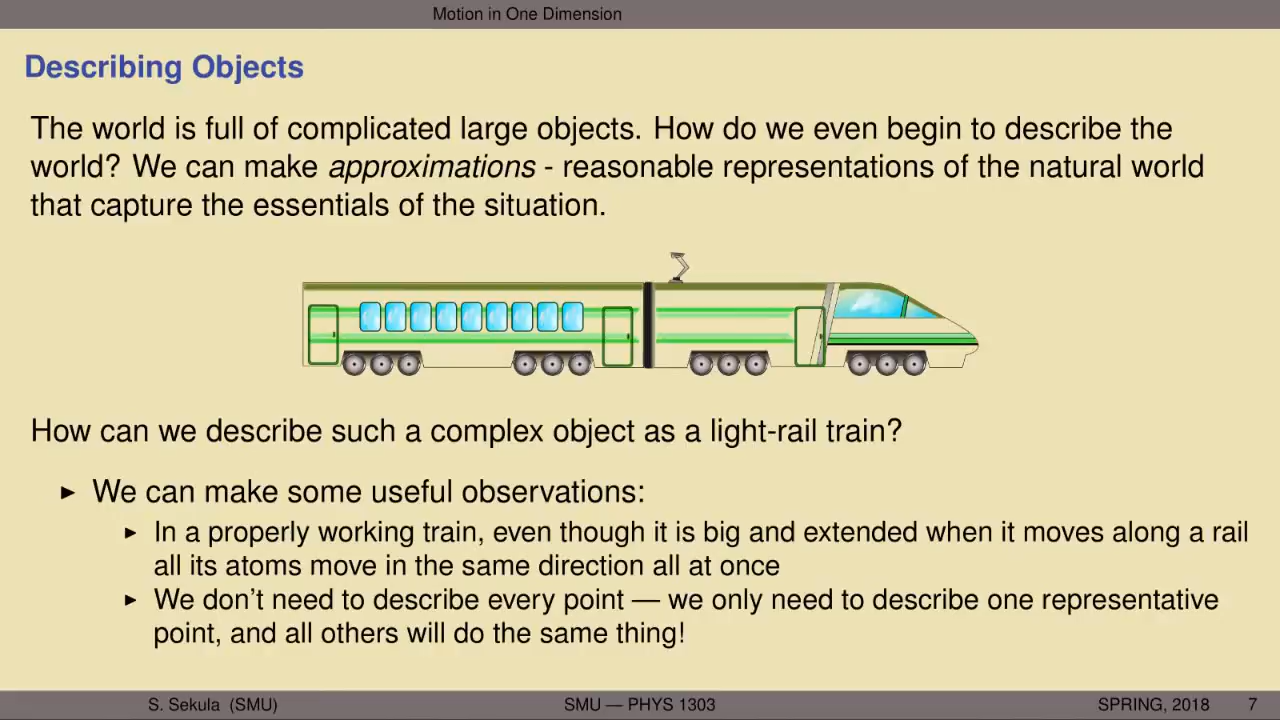 Motion in One Dimension
Describing Objects
The world is full of complicated large objects. How do we even begin to describe the
world? We can make approximations - reasonable representations of the natural world
that capture the essentials of the situation.
How can we describe such a complex object as a light-rail train?
► We can make some useful observations:
► In a properly working train, even though it is big and extended when it moves along a rail
all its atoms move in the same direction all at once
► We don't need to describe every point — we only need to describe one representative
point, and all others will do the same thing!
S. Sekula (SMU) SMU — PHYS 1303 SPRING, 2018 7